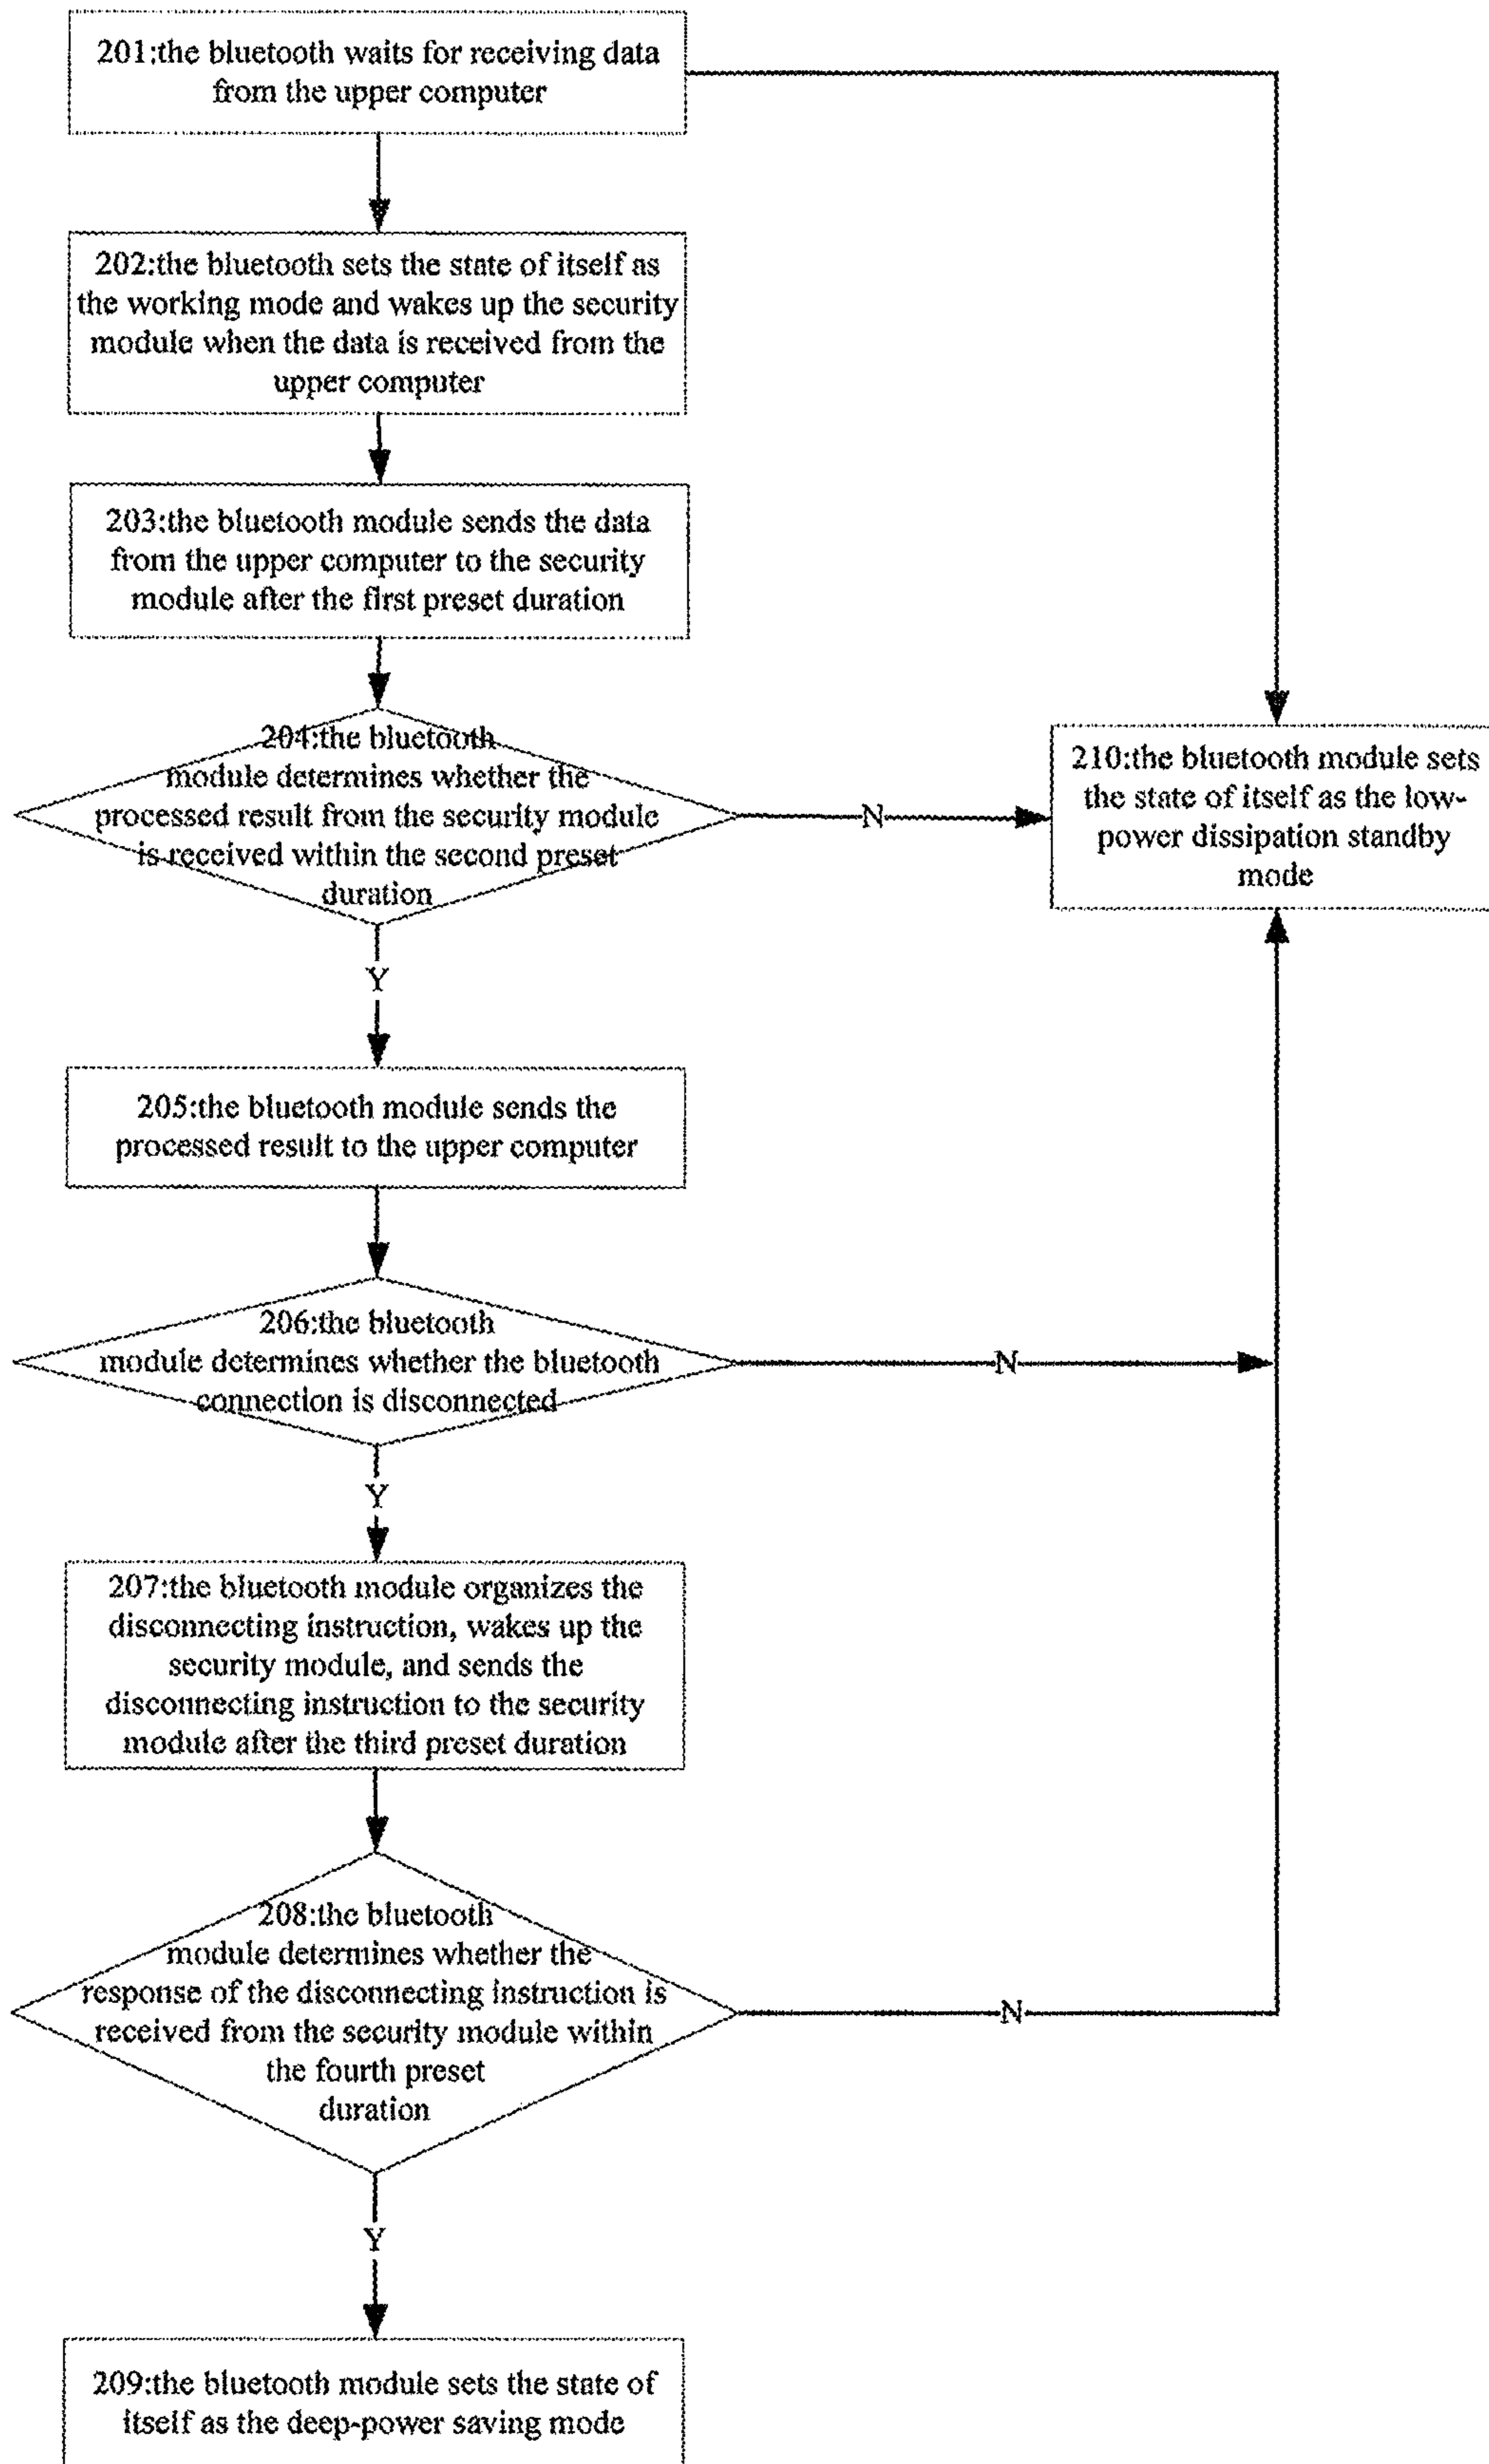 201:the bluetooth waits for receiving data
from the upper computer
202:the bluetooth sets the state of itself as
the working mode and wakes up the security
module when the data is received from the
upper computer
203:the bluetooth module sends the data
from the upper computer to the security
module after the first preset duration
204:the bluetooth
module determines whether the
processed result from the security module
is received within the second preset
duration
N
210:the bluetooth module sets
the state of itself as the low-
power dissipation standby
mode
Y
205:the bluetooth module sends the
processed result to the upper computer
206:the bluetooth
module determines whether the bluetooth
connection is disconnected
N
Y
207:the bluetooth module organizes the
disconnecting instruction, wakes up the
security module, and sends the
disconnecting instruction to the security
module after the third preset duration
208:the bluetooth
module determines whether the
response of the disconnecting instruction is
received from the security module within
the fourth preset
duration
N
Y
209:the bluetooth module sets the state of
itself as the deep-power saving mode